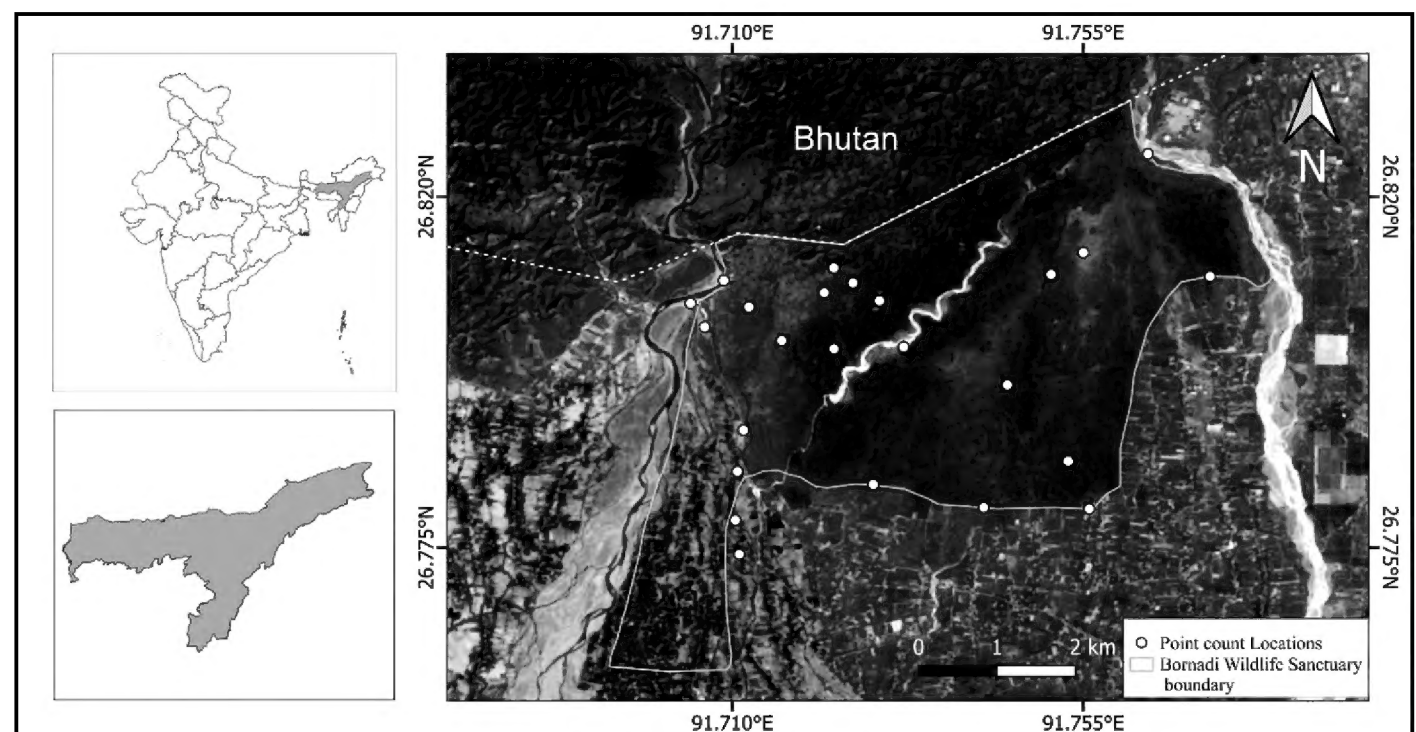 91.710°E
91.755°E
Bhutan
N
26.820°N
26.820°N
26.775°N
26.775°N
0 1 2 km
Point count Locations
Bornadi Wildlife Sanctuary
boundary
91.710°E
91.755°E